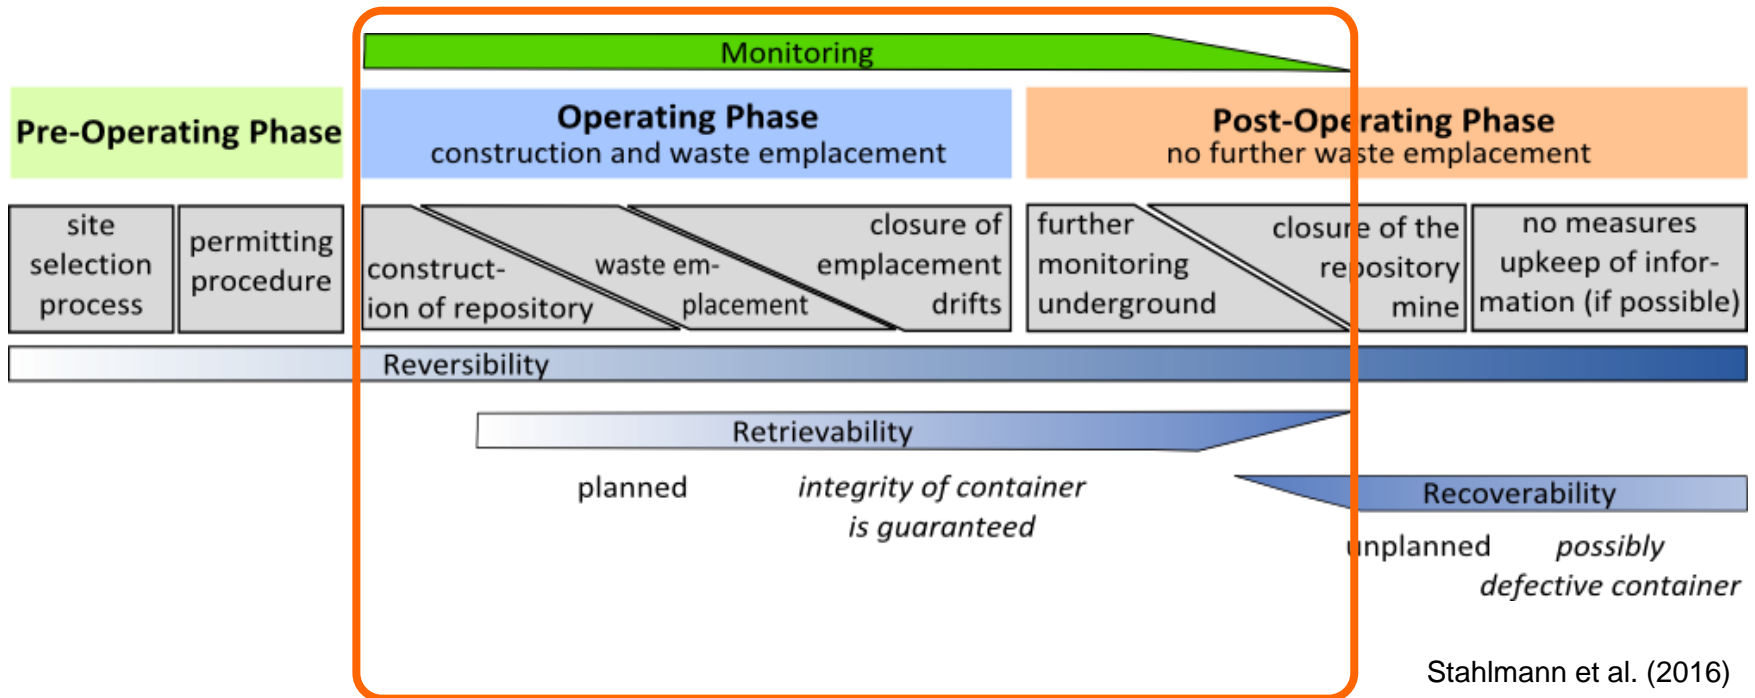 Monitoring
Pre-Operating Phase
Operating Phase
construction and waste emplacement
Post-Operating Phase
no further waste emplacement
site
selection
process
permitting
procedure
construct-
ion of repository
waste em-
placement
closure of
emplacement
drifts
further
monitoring
underground
closure of the
repository
mine
no measures
upkeep of infor-
mation (if possible)
Reversibility
Retrievability
planned
integrity of container
is guaranteed
Recoverability
unplanned
possibly
defective container
Stahlmann et al. (2016)